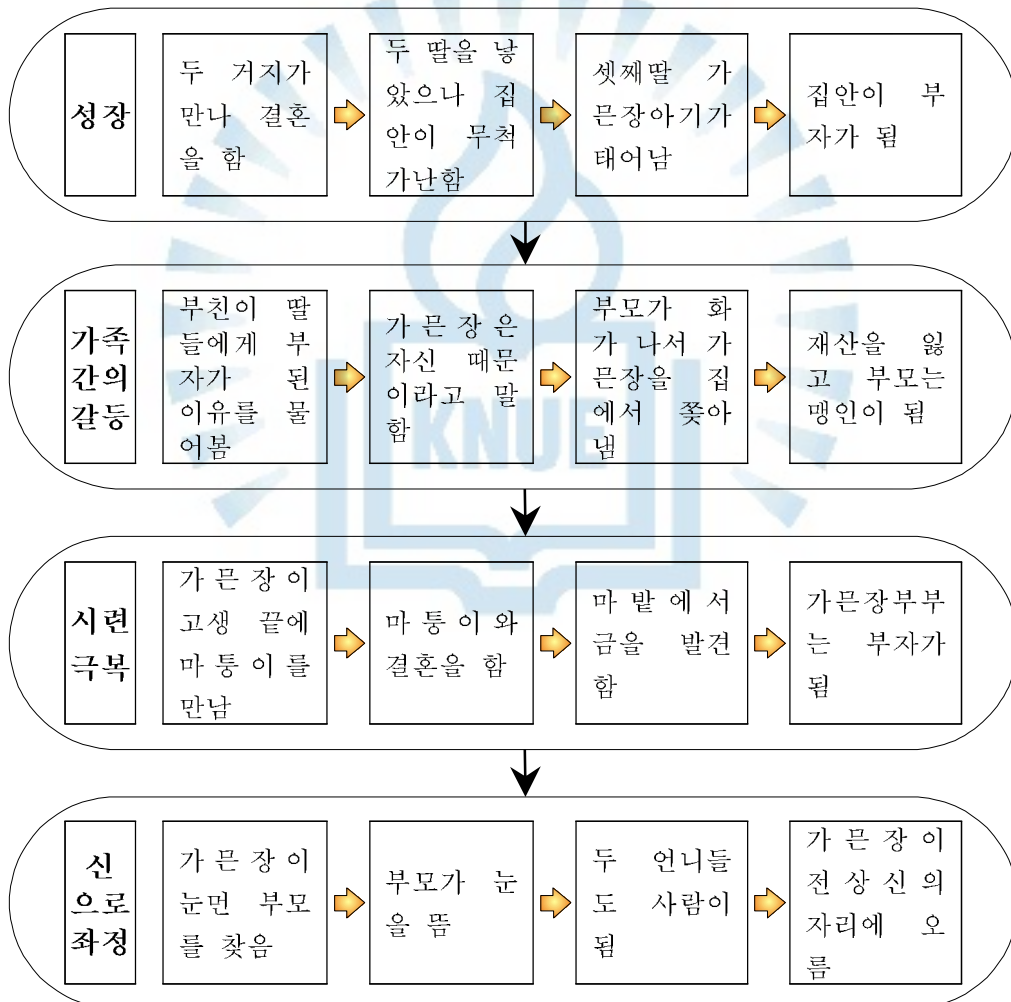 성장
두 거지가
만나 결혼
을 함
두 딸을 낳
았으나 집
안이 무척
가난함
셋째딸 가
믄장아기가
태어남
집안이 부
자가 됨
가족
간의
갈등
부친이 딸
들에게 부
자가 된
이유를 물
어봄
가믄장은
자신 때문
이라고 말
함
부모가 화
가 나서 가
믄장을 집
에서 쫓아
냄
재산을 잃
고 부모는
맹인이 됨
시련
극복
가믄장이
고생 끝에
마퉁이를
만남
마퉁이와
결혼을 함
마밭에서
금을 발견
함
가믄장부부
는 부자가
됨
신
으로
좌정
가믄장이
눈먼 부모
를 찾음
부모가 눈
을 뜸
두 언니들
도 사람이
됨
가믄장이
전상신의
자리에 오
름
KNUE